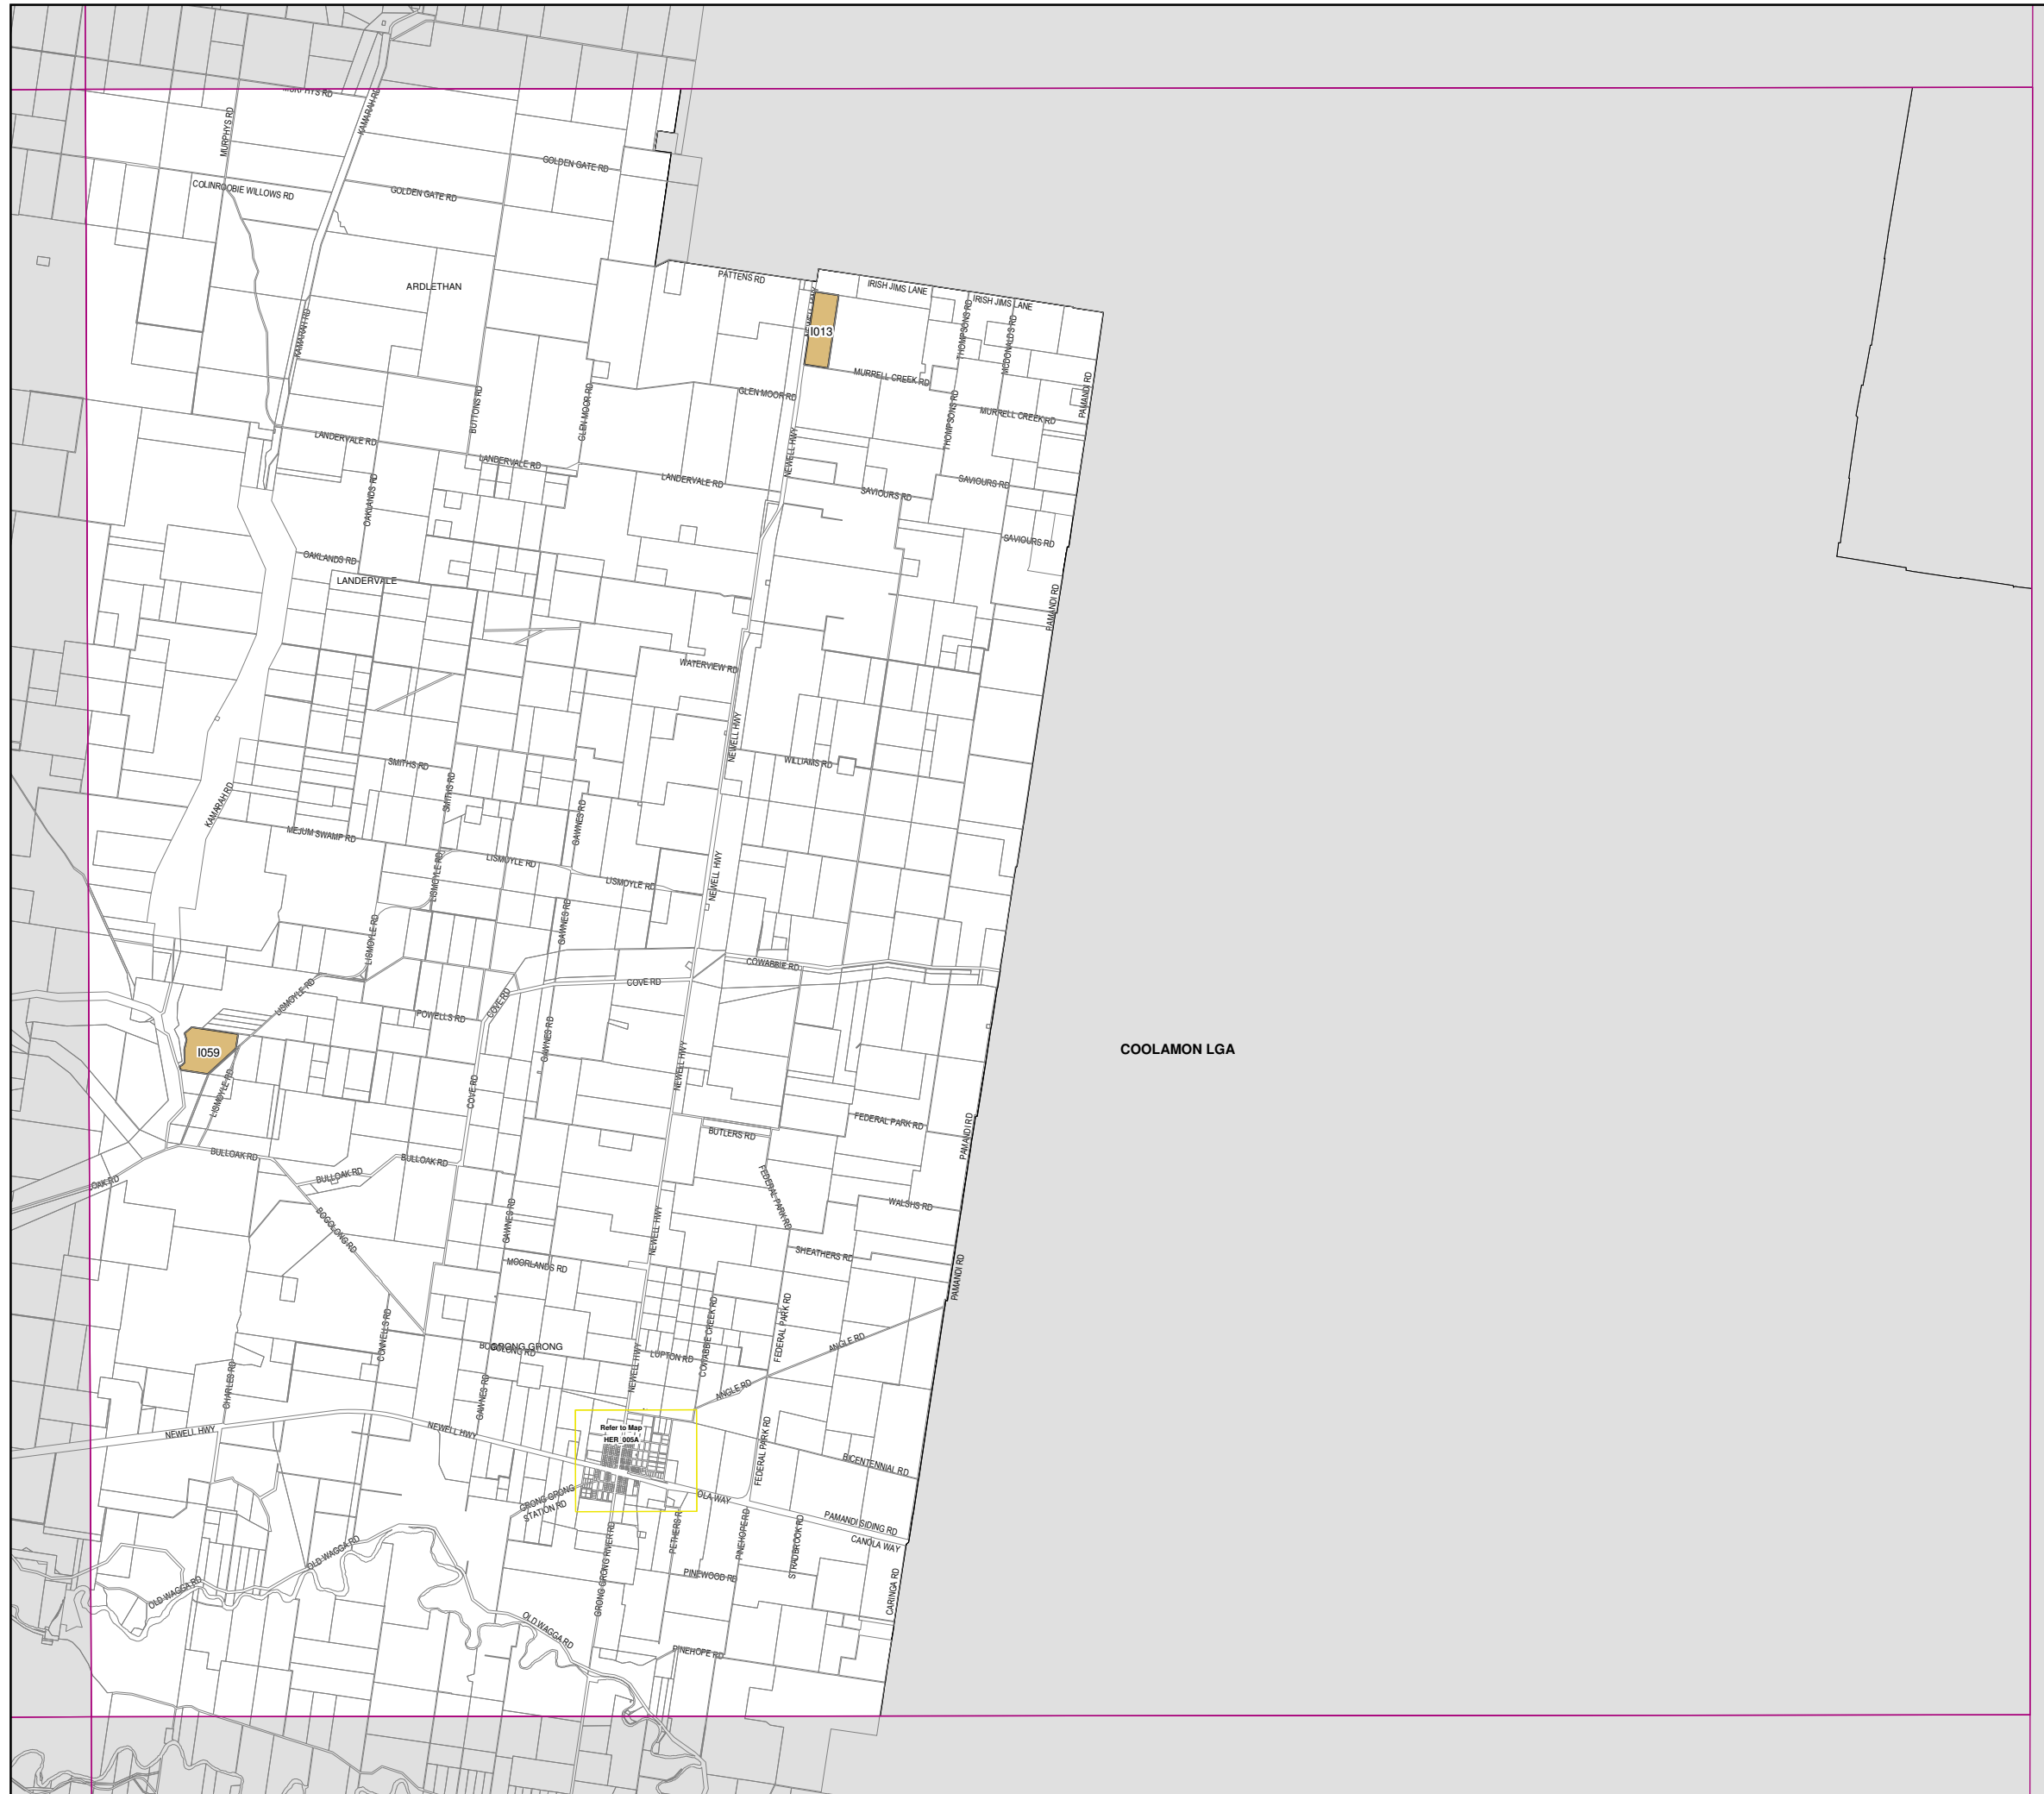 MURPHYS RD
KAMARAH RD
MURPHYS RD
GOLDEN GATE RD
COLINROOBIE WILLOWS RD
GOLDEN GATE RD
ARDLETHAN
PATTENS RD
IRISH JIMS LANE
IRISH JIMS LANE
I013
KAMARAH RD
THOMPSONS RD
MCDONALDS RD
MURRELL CREEK RD
PAMANDI RD
GLEN MOOR RD
BUTTONS RD
GLEN MOOR RD
MURRELL CREEK RD
THOMPSONS RD
LANDERVALE RD
NEWELL HWY
LANDERVALE RD
LANDERVALE RD
SAVIOURS RD
SAVIOURS RD
OAKLANDS RD
SAVIOURS RD
OAKLANDS RD
LANDERVALE
PAMANDI RD
WATERVIEW RD
NEWELL HWY
SMITHS RD
WILLIAMS RD
SMITHS RD
KAMARAH RD
GAWNES RD
MEJUM SWAMP RD
LISMOYLE RD
LISMOYLE RD
LISMOYLE RD
NEWELL HWY
GAWNES RD
LISMOYLE RD
COWABBIE RD
COVE RD
LISMOYLE RD
COVE RD
POWELLS RD
GAWNES RD
I059
COOLAMON LGA
NEWELL HWY
LISMOYLE RD
COVE RD
FEDERAL PARK RD
BUTLERS RD
PAMANDI RD
BULLOAK RD
BULLOAK RD
BULLOAK RD
OAK RD
FEDERAL PARK RD
WALSHS RD
GAWNES RD
BOGOLONG RD
NEWELL HWY
SHEATHERS RD
MOORLANDS RD
PAMANDI RD
CONNELLS RD
COWABBIE CREEK RD
FEDERAL PARK RD
ANGLE RD
BOGOLONG RD
GRONG GRONG
LUPTON RD
NEWELL HWY
CHARLES RD
GAWNES RD
ANGLE RD
NEWELL HWY
NEWELL HWY
Refer to Map
HER_005A
FEDERAL PARK RD
BICENTENNIAL RD
GRONG GRONG
STATION RD
OLA WAY
PAMANDI SIDING RD
CANOLA WAY
PETHERS R
PINEHOPE RD
STRADBROOK RD
OLD WAGGA RD
GRONG GRONG RIVER RD
PINEWOOD RD
CARINGA RD
OLD WAGGA RD
OLD WAGGA RD
PINEHOPE RD